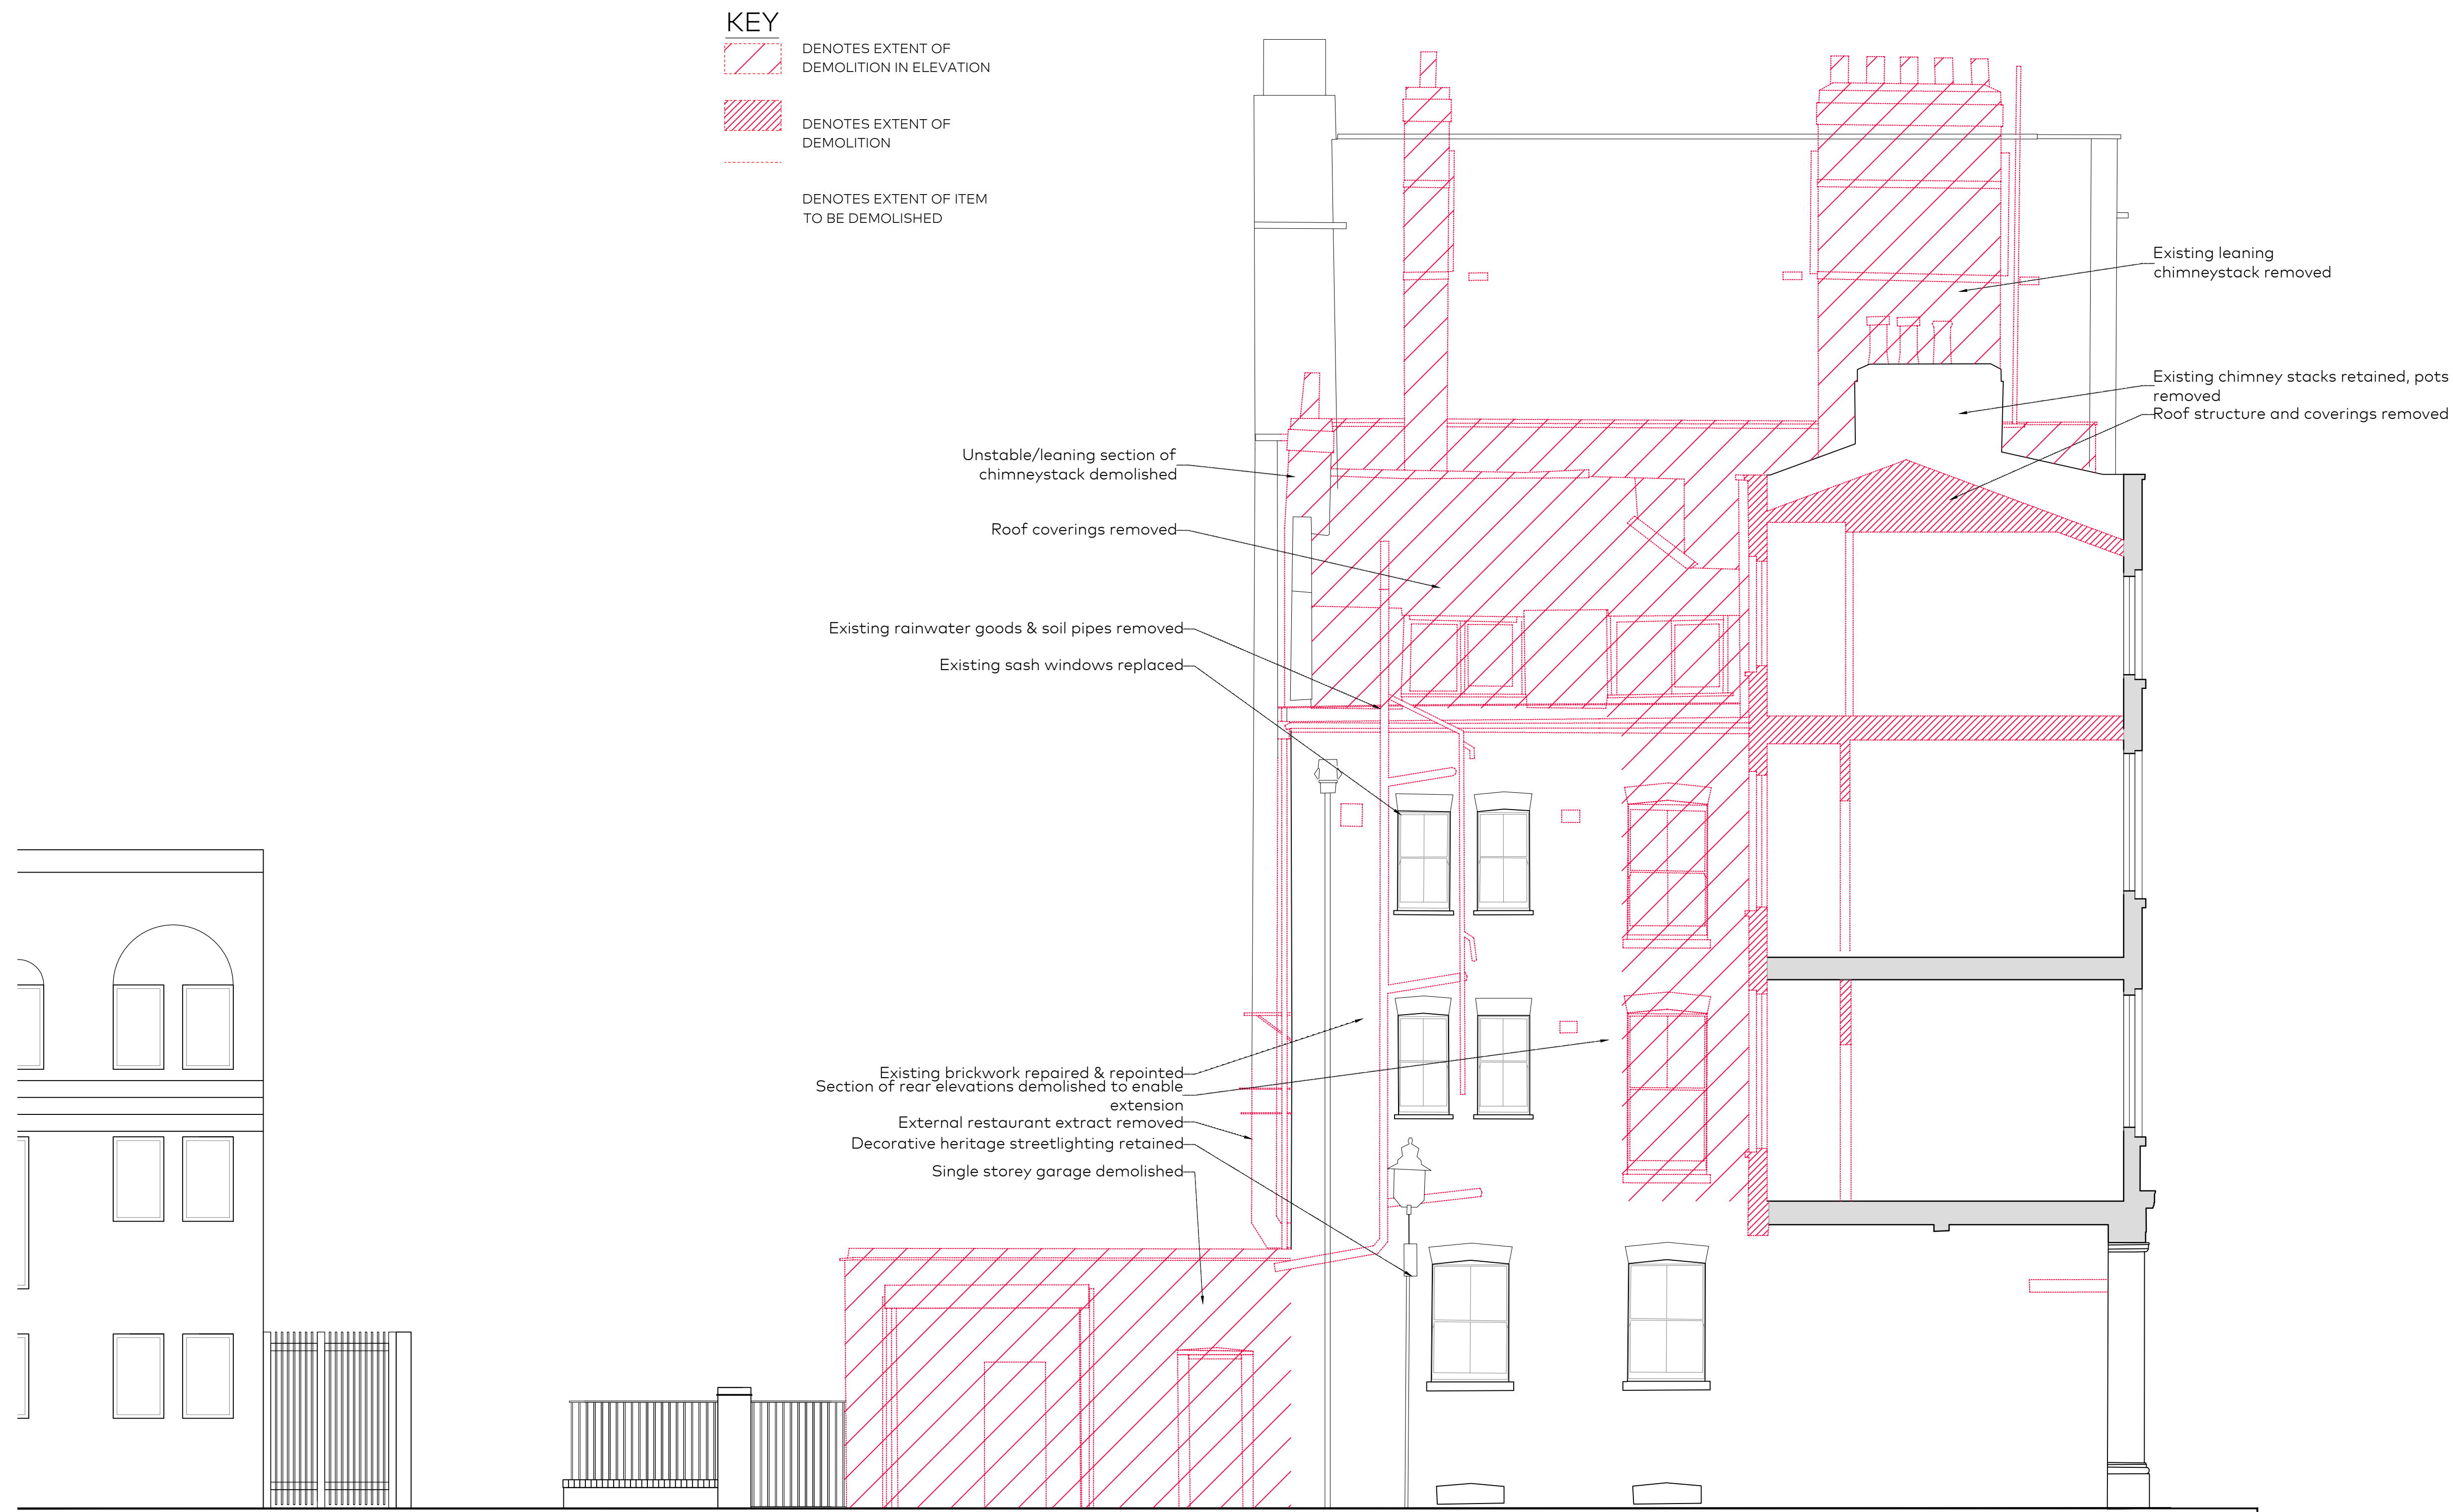 KEY
DENOTES EXTENT OF
DEMOLITION IN ELEVATION
DENOTES EXTENT OF
DEMOLITION
DENOTES EXTENT OF ITEM
TO BE DEMOLISHED
Existing leaning
chimneystack removed
Existing chimney stacks retained, pots
removed
Roof structure and coverings removed
Unstable/leaning section of
chimneystack demolished
Roof coverings removed
Existing rainwater goods & soil pipes removed
Existing sash windows replaced
Existing brickwork repaired & repointed
Section of rear elevations demolished to enable
extension
External restaurant extract removed
Decorative heritage streetlighting retained
Single storey garage demolished